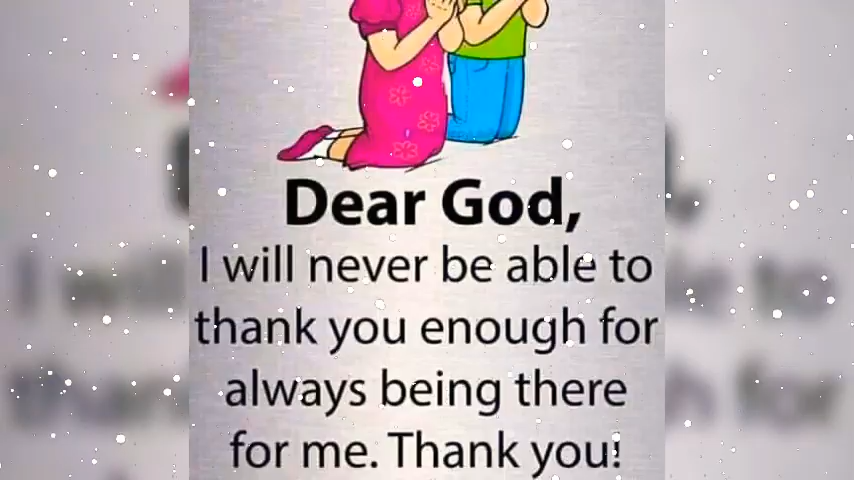 Dear God,
I will never be able to
thank you enough for
always being there
for me. Thank you!